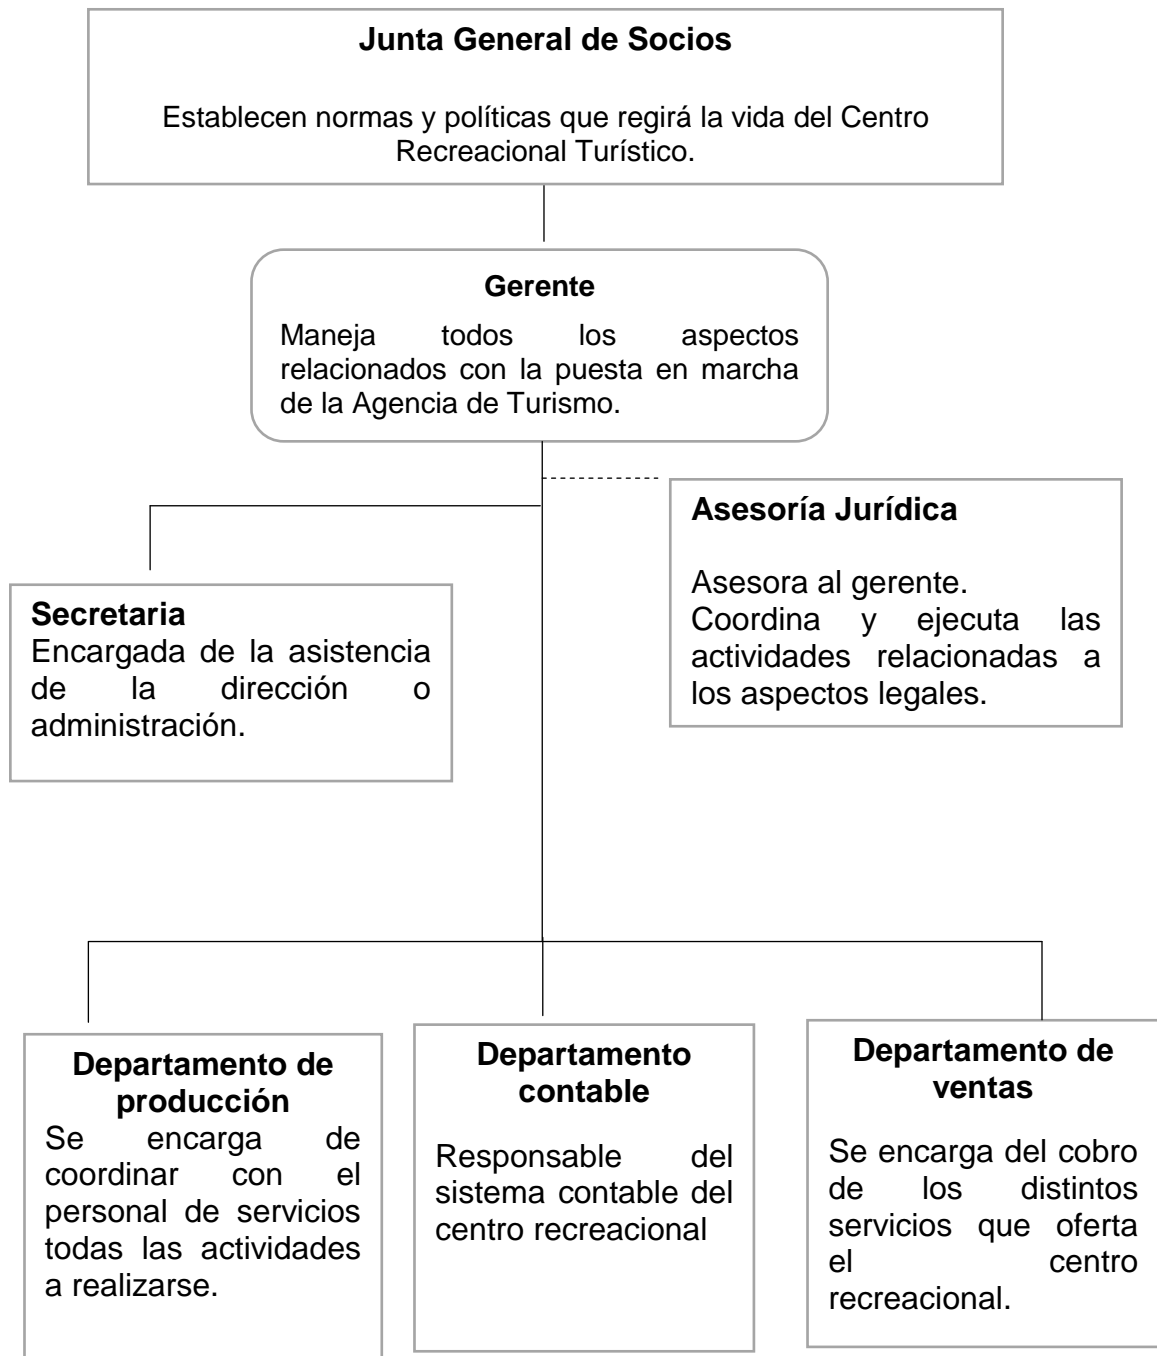 Junta General de Socios
Establecen normas y políticas que regirá la vida del Centro
Recreacional Turístico.
Gerente
Maneja todos los aspectos
relacionados con la puesta en marcha
de la Agencia de Turismo.
Asesoría Jurídica
Asesora al gerente.
Coordina y ejecuta las
actividades relacionadas a
los aspectos legales.
Secretaria
Encargada de la asistencia
de la dirección o
administración.
Departamento de
producción
Se encarga de
coordinar con el
personal de servicios
todas las actividades
a realizarse.
Departamento
contable
Responsable del
sistema contable del
centro recreacional
Departamento de
ventas
Se encarga del cobro
de los distintos
servicios que oferta
el centro
recreacional.